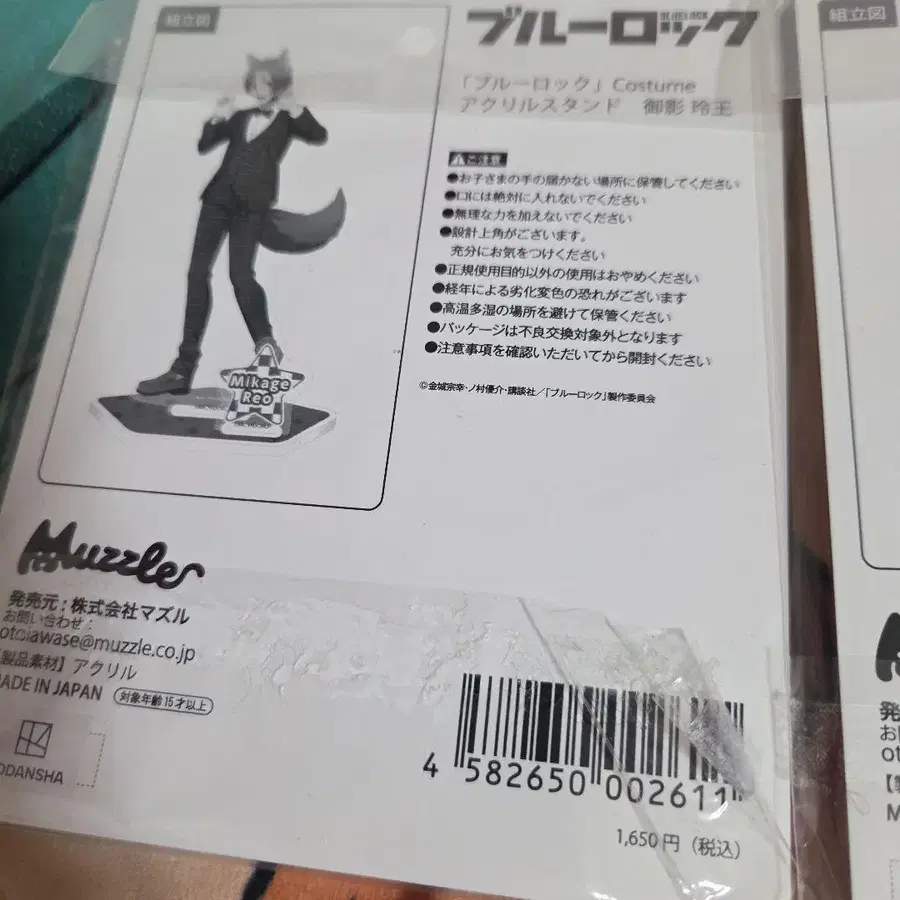 組立図
ブルーロック
BLUELOCK
「ブルーロック」Costume
アクリルスタンド 御影 玲王
ご注意
●お子さまの手の届かない場所に保管してください
●口には絶対に入れないでください
●無理な力を加えないでください
●設計上角がございます。
充分にお気をつけください
●正規使用目的以外の使用はおやめください
●経年による劣化変色の恐れがございます
●高温多湿の場所を避けて保管ください
●パッケージは不良交換対象外となります
●注意事項を確認いただいてから開封ください
©金城宗幸・ノ村優介・講談社／「ブルーロック」製作委員会
Mikage
Reo
Muzzle
発売元：株式会社マズル
お問い合わせ：
otoiawase@muzzle.co.jp
製品素材】アクリル
MADE IN JAPAN 対象年齢15才以上
KODANSHA
4 582650 002611
1,650円（税込）
組立図